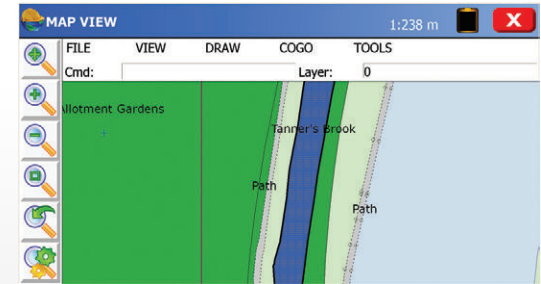 MAP VIEW 1:238 m X
FILE VIEW DRAW COGO TOOLS
Cmd: Layer: 0
Allotment Gardens
Tanner's Brook
Path
Path